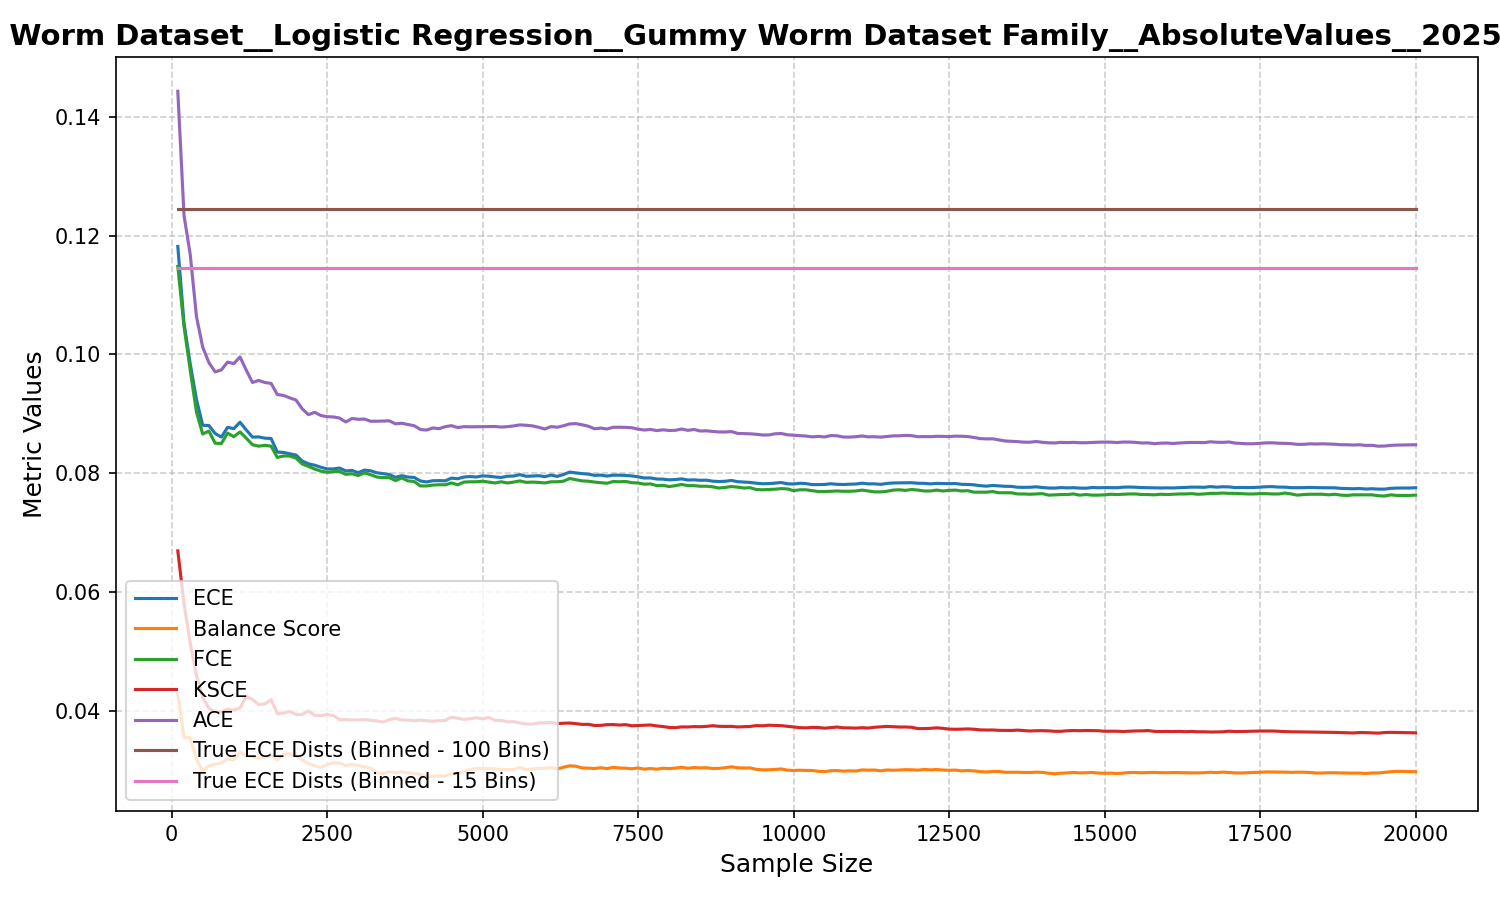 Worm Dataset__Logistic Regression__Gummy Worm Dataset Family__AbsoluteValues__2025
Metric Values
0.14
0.12
0.10
0.08
0.06
0.04
ECE
Balance Score
FCE
KSCE
ACE
True ECE Dists (Binned - 100 Bins)
True ECE Dists (Binned - 15 Bins)
0 2500 5000 7500 10000 12500 15000 17500 20000
Sample Size